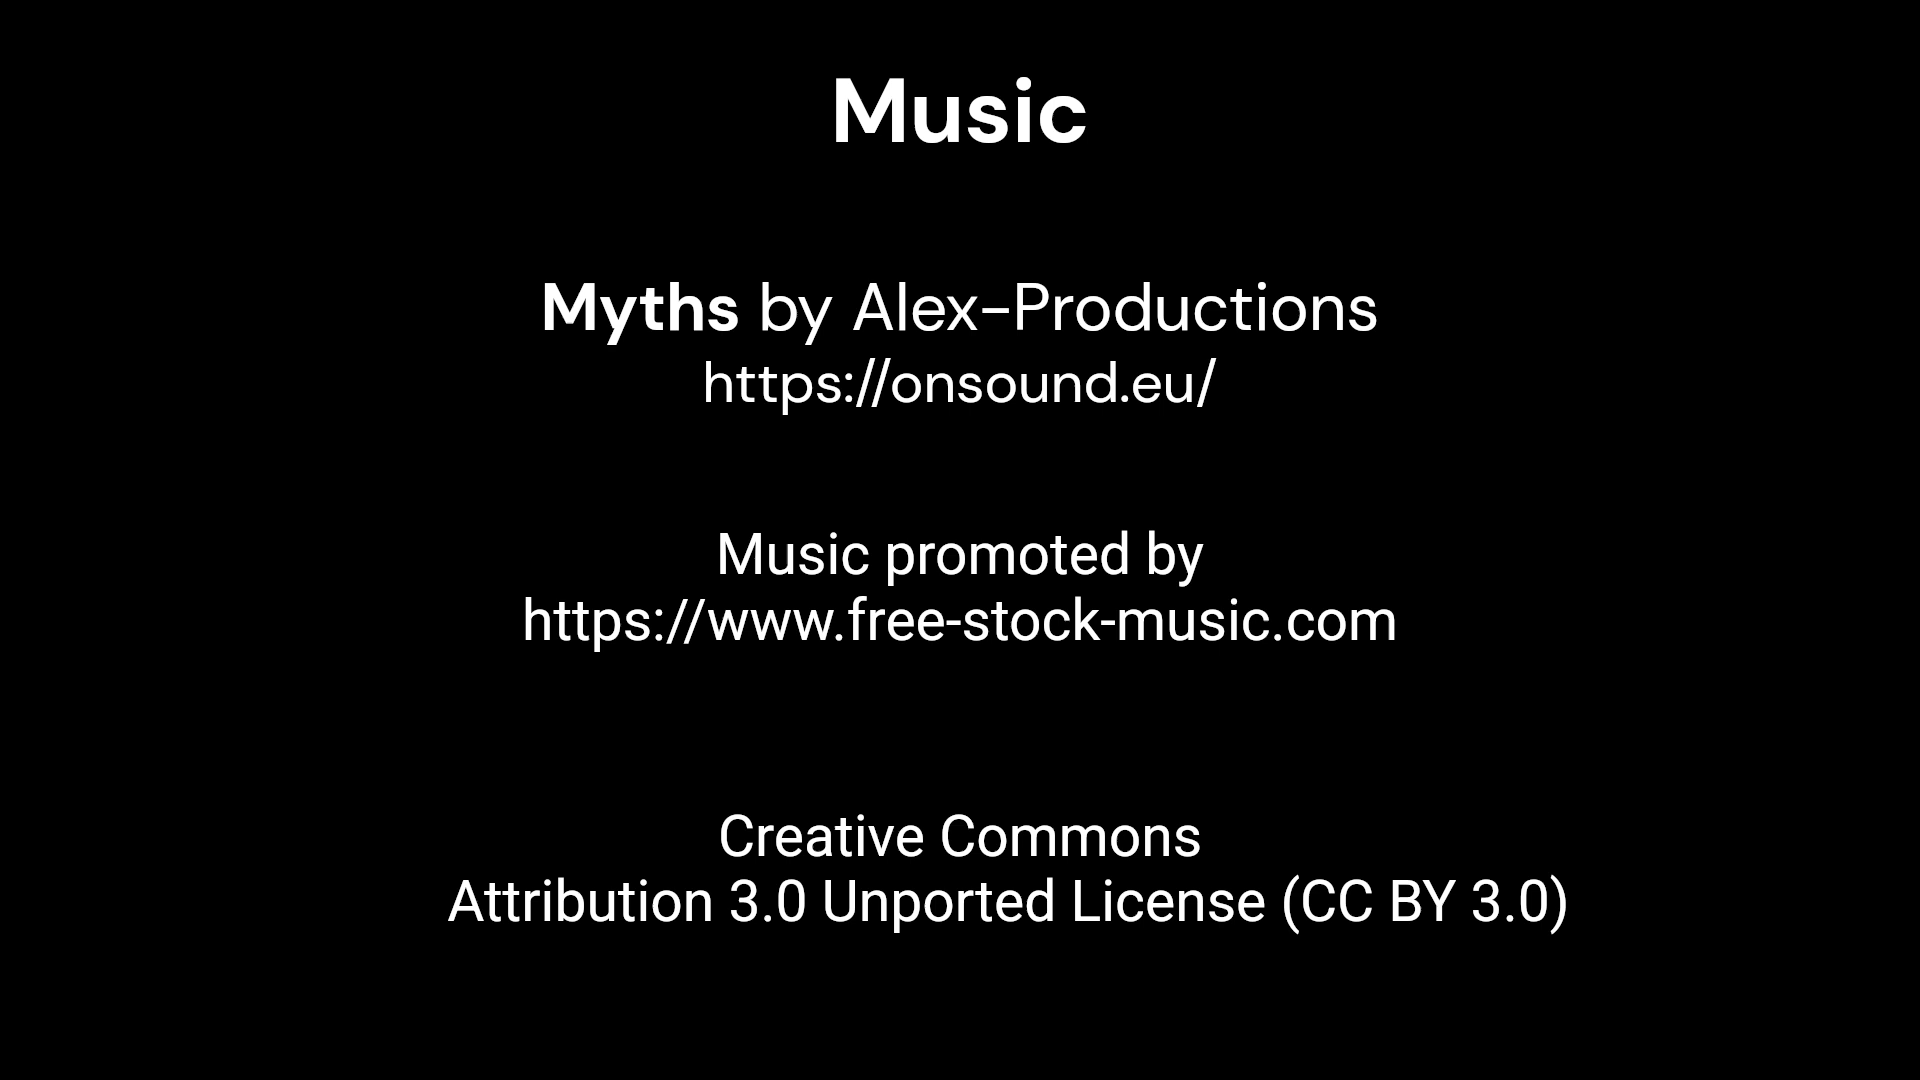 Music
Myths by Alex-Productions
https://onsound.eu/
Music promoted by
https://www.free-stock-music.com
Creative Commons
Attribution 3.0 Unported License (CC BY 3.0)